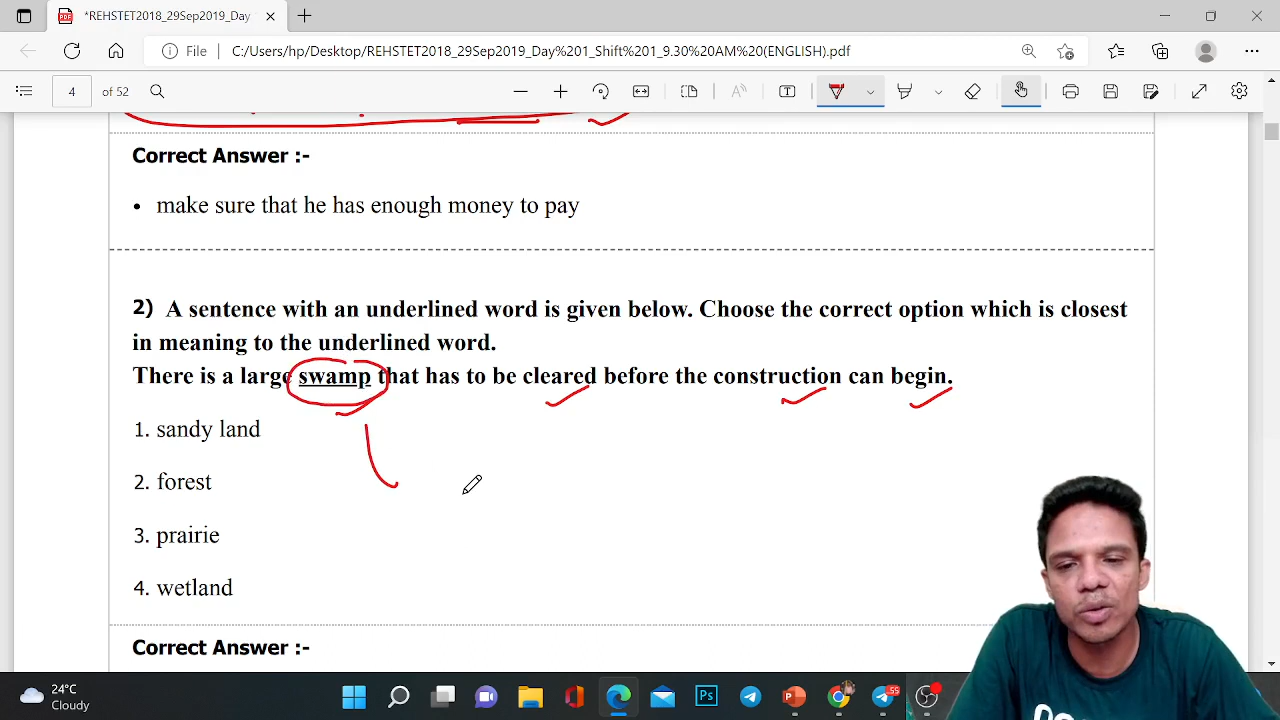 *REHSTET2018_29Sep2019_Day
File
C:/Users/hp/Desktop/REHSTET2018_29Sep2019_Day%201_Shift%201_9.30%20AM%20(ENGLISH).pdf
4 of 52
Correct Answer :-
• make sure that he has enough money to pay
2) A sentence with an underlined word is given below. Choose the correct option which is closest
in meaning to the underlined word.
There is a large swamp that has to be cleared before the construction can begin.
1. sandy land
2. forest
3. prairie
4. wetland
Correct Answer :-
24°C
Cloudy
Ps
55